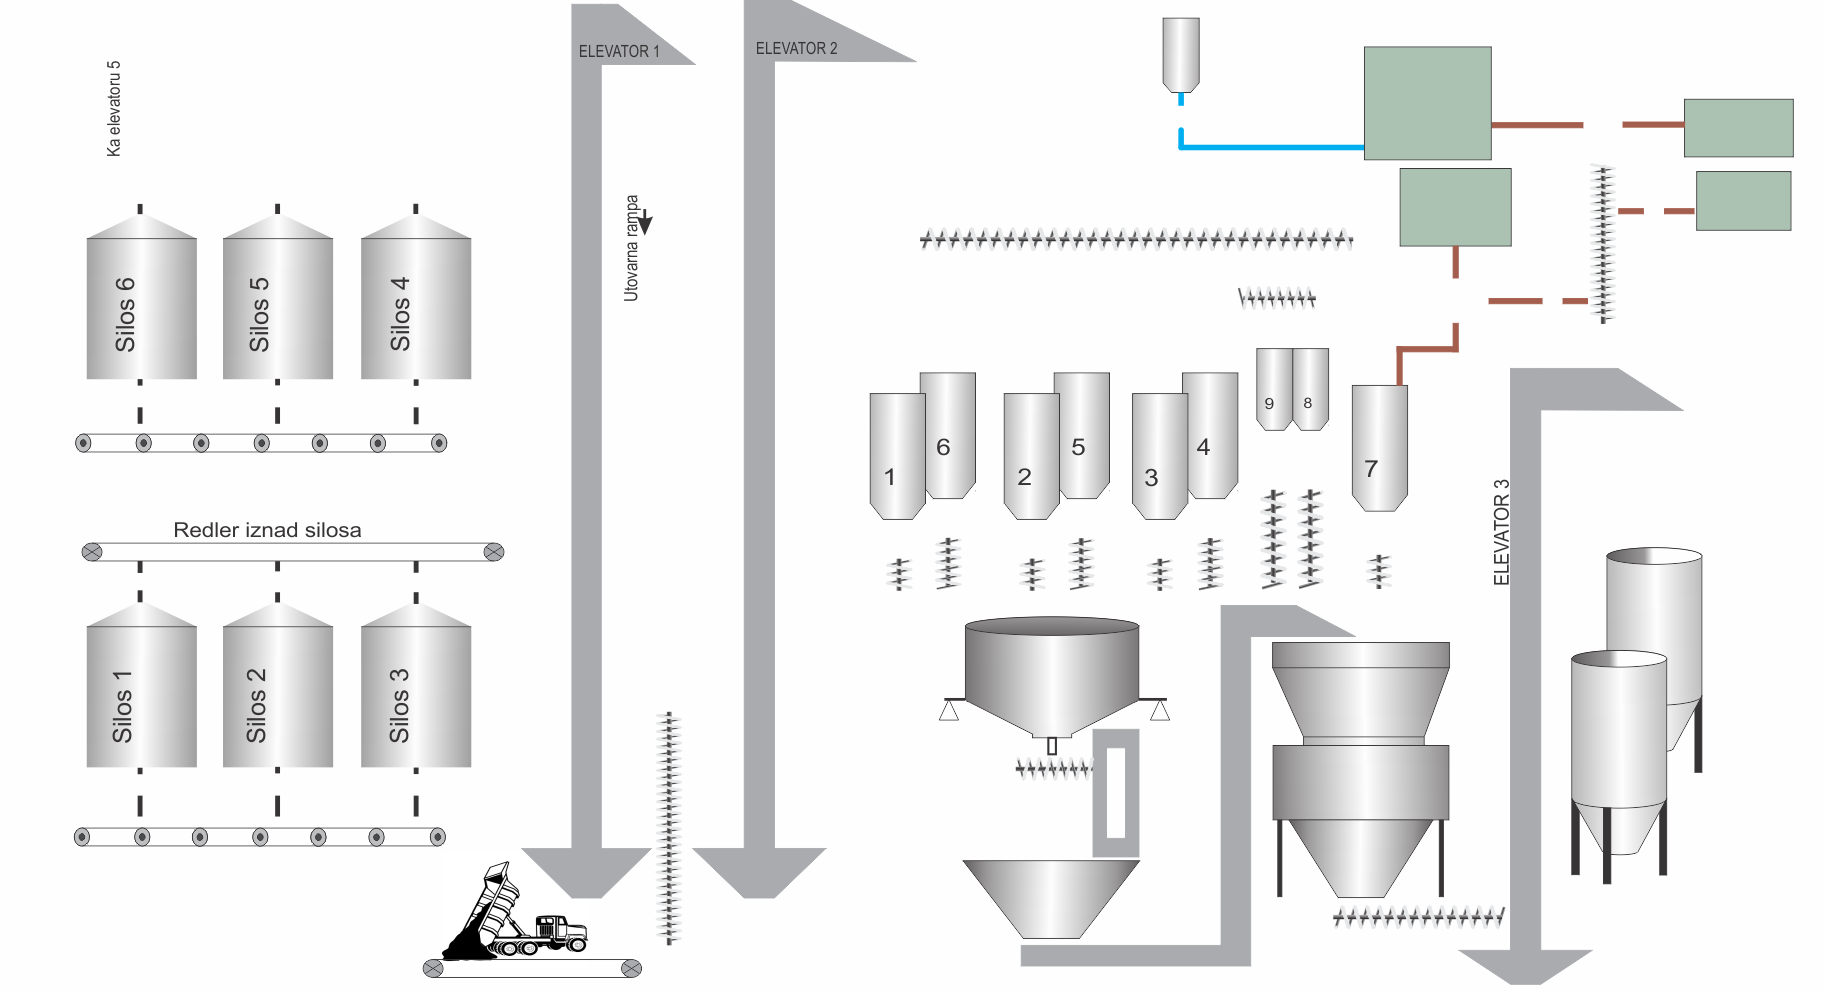 ELEVATOR 1
ELEVATOR 2
Ka elevatoru 5
Utovarna rampa
Silos 6
Silos 5
Silos 4
9
8
6
5
4
1
2
3
7
ELEVATOR 3
Redler iznad silosa
Silos 1
Silos 2
Silos 3